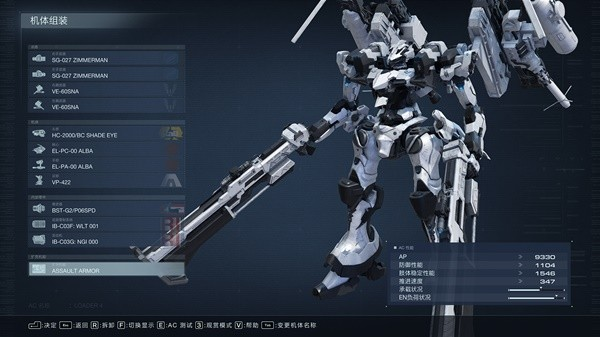 机体组装
SG-027 ZIMMERMAN
SG-027 ZIMMERMAN
VE-60SNA
VE-60SNA
HC-2000/BC SHADE EYE
EL-PC-00 ALBA
EL-PA-00 ALBA
VP-422
BST-G2/P06SPD
IB-C03F: WLT 001
IB-C03G: NGI 000
ASSAULT ARMOR
AC 性能
AP > 9330
防御性能 > 1104
肢体稳定性能 > 1546
推进速度 > 347
承载状况
EN负荷状况
:决定 Esc:返回 R:拆卸 F:切换显示 E:AC 测试 3:观赏模式 V:帮助 Tab:变更机体名称